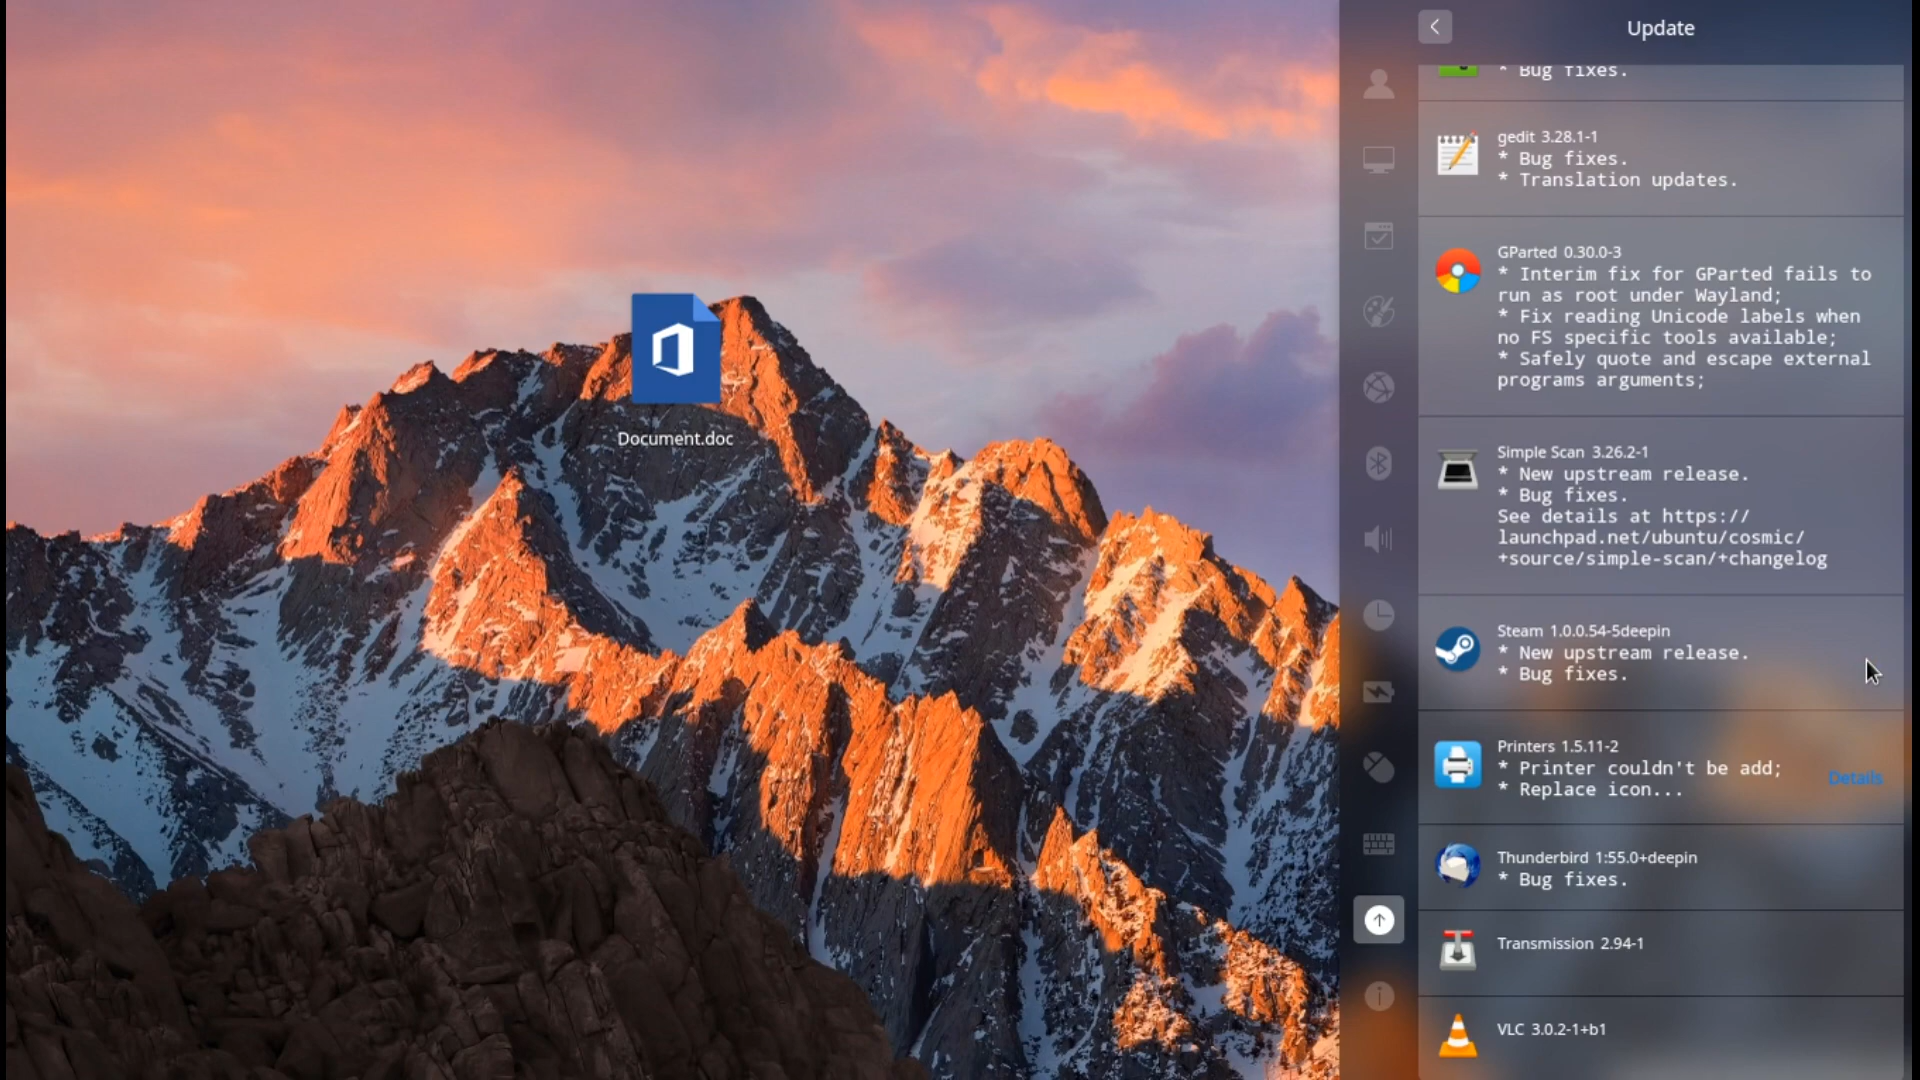 Update
* Bug fixes.
gedit 3.28.1-1
* Bug fixes.
* Translation updates.
GParted 0.30.0-3
* Interim fix for GParted fails to
run as root under Wayland;
* Fix reading Unicode labels when
no FS specific tools available;
* Safely quote and escape external
programs arguments;
Document.doc
Simple Scan 3.26.2-1
* New upstream release.
* Bug fixes.
See details at https://
launchpad.net/ubuntu/cosmic/
+source/simple-scan/+changelog
Steam 1.0.0.54-5deepin
* New upstream release.
* Bug fixes.
Printers 1.5.11-2
* Printer couldn't be add;
* Replace icon...
Details
Thunderbird 1:55.0+deepin
* Bug fixes.
Transmission 2.94-1
VLC 3.0.2-1+b1